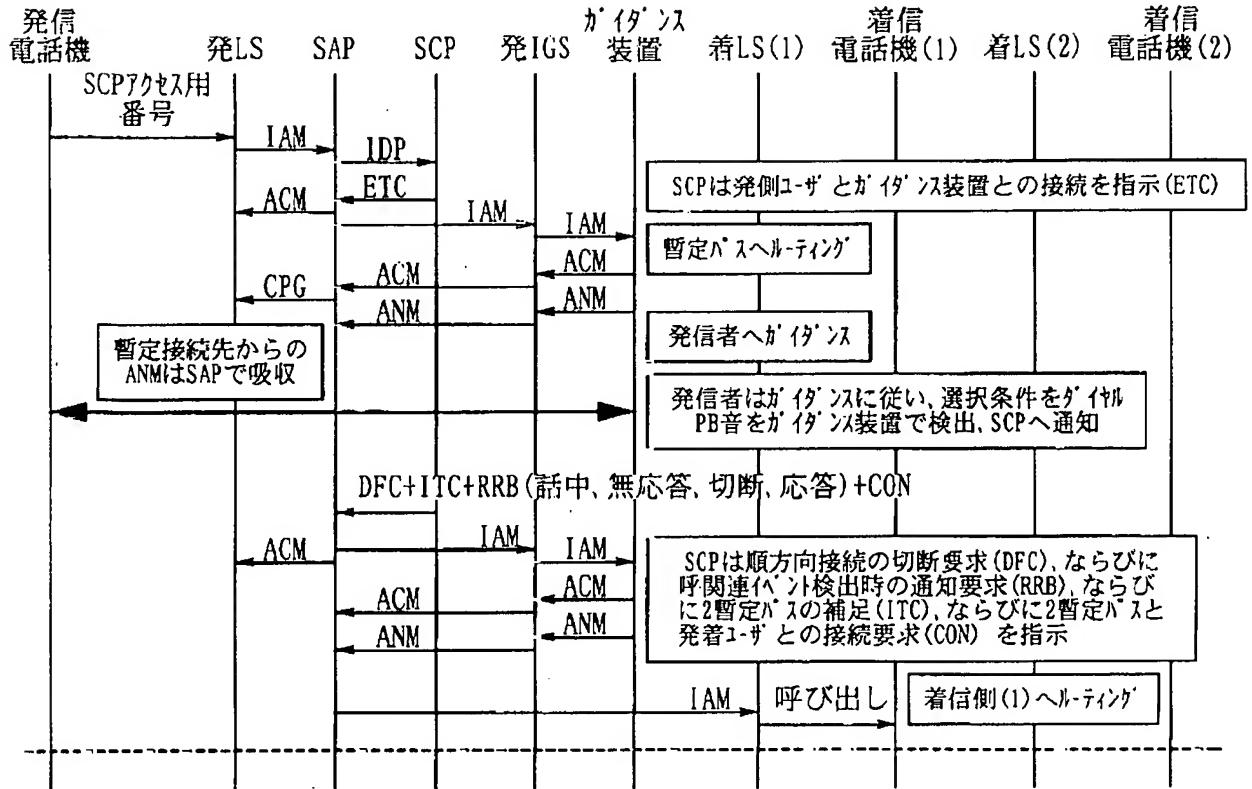 発信
電話機
発LS
SAP
SCP
発IGS
ガイダンス
装置
着LS(1)
着信
電話機(1)
着LS(2)
着信
電話機(2)
SCPアクセス用
番号
IAM
IDP
ETC
SCPは発側ユーザとガイダンス装置との接続を指示(ETC)
ACM
IAM
IAM
暫定パスへルーティング
ACM
ACM
CPG
ANM
ANM
発信者へガイダンス
暫定接続先からの
ANMはSAPで吸収
発信者はガイダンスに従い、選択条件をダイヤル
PB音をガイダンス装置で検出、SCPへ通知
DFC+ITC+RRB(話中、無応答、切断、応答)+CON
IAM
ACM
IAM
SCPは順方向接続の切断要求(DFC)、ならびに
呼関連イベント検出時の通知要求(RRB)、ならび
に2暫定パスの補足(ITC)、ならびに2暫定パスと
発着ユーザとの接続要求(CON) を指示
ACM
ACM
ANM
ANM
IAM
呼び出し
着信側(1)へルーティング